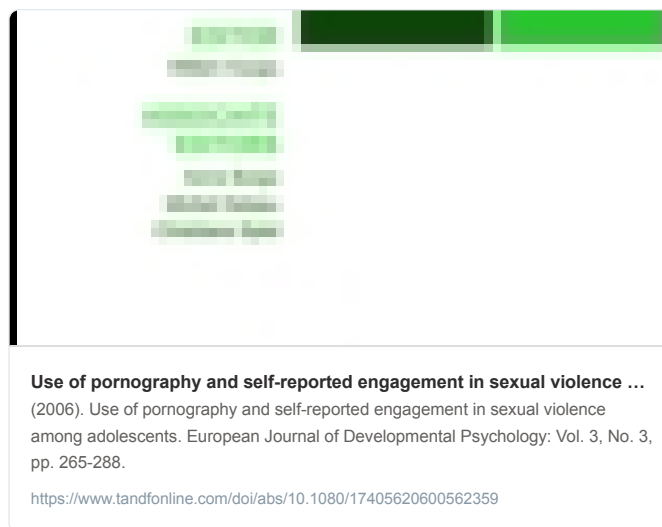 Use of pornography and self-reported engagement in sexual violence …
(2006). Use of pornography and self-reported engagement in sexual violence
among adolescents. European Journal of Developmental Psychology: Vol. 3, No. 3,
pp. 265-288.
https://www.tandfonline.com/doi/abs/10.1080/17405620600562359